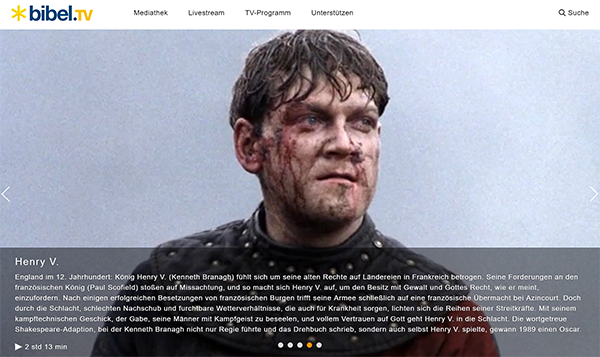 bibel.TV
Mediathek Livestream TV-Programm Unterstützen Suche
Henry V.
England im 12. Jahrhundert: König Henry V. (Kenneth Branagh) fühlt sich um seine alten Rechte auf Ländereien in Frankreich betrogen. Seine Forderungen an den
französischen König (Paul Scofield) stoßen auf Missachtung, und so macht sich Henry V. auf, um den Besitz mit Gewalt und Gottes Recht, wie er meint,
einzufordern. Nach einigen erfolgreichen Besetzungen von französischen Burgen trifft seine Armee schließlich auf eine französische Übermacht bei Azincourt. Doch
durch die Schlacht, schlechten Nachschub und furchtbare Wetterverhältnisse, die auch für Krankheit sorgen, lichten sich die Reihen seiner Streitkräfte. Mit seinem
kampftechnischen Geschick, der Gabe, seine Männer mit Kampfgeist zu beseelen, und vollem Vertrauen auf Gott geht Henry V. in die Schlacht. Die wortgetreue
Shakespeare-Adaption, bei der Kenneth Branagh nicht nur Regie führte und das Drehbuch schrieb, sondern auch selbst Henry V. spielte, gewann 1989 einen Oscar.
2 std 13 min